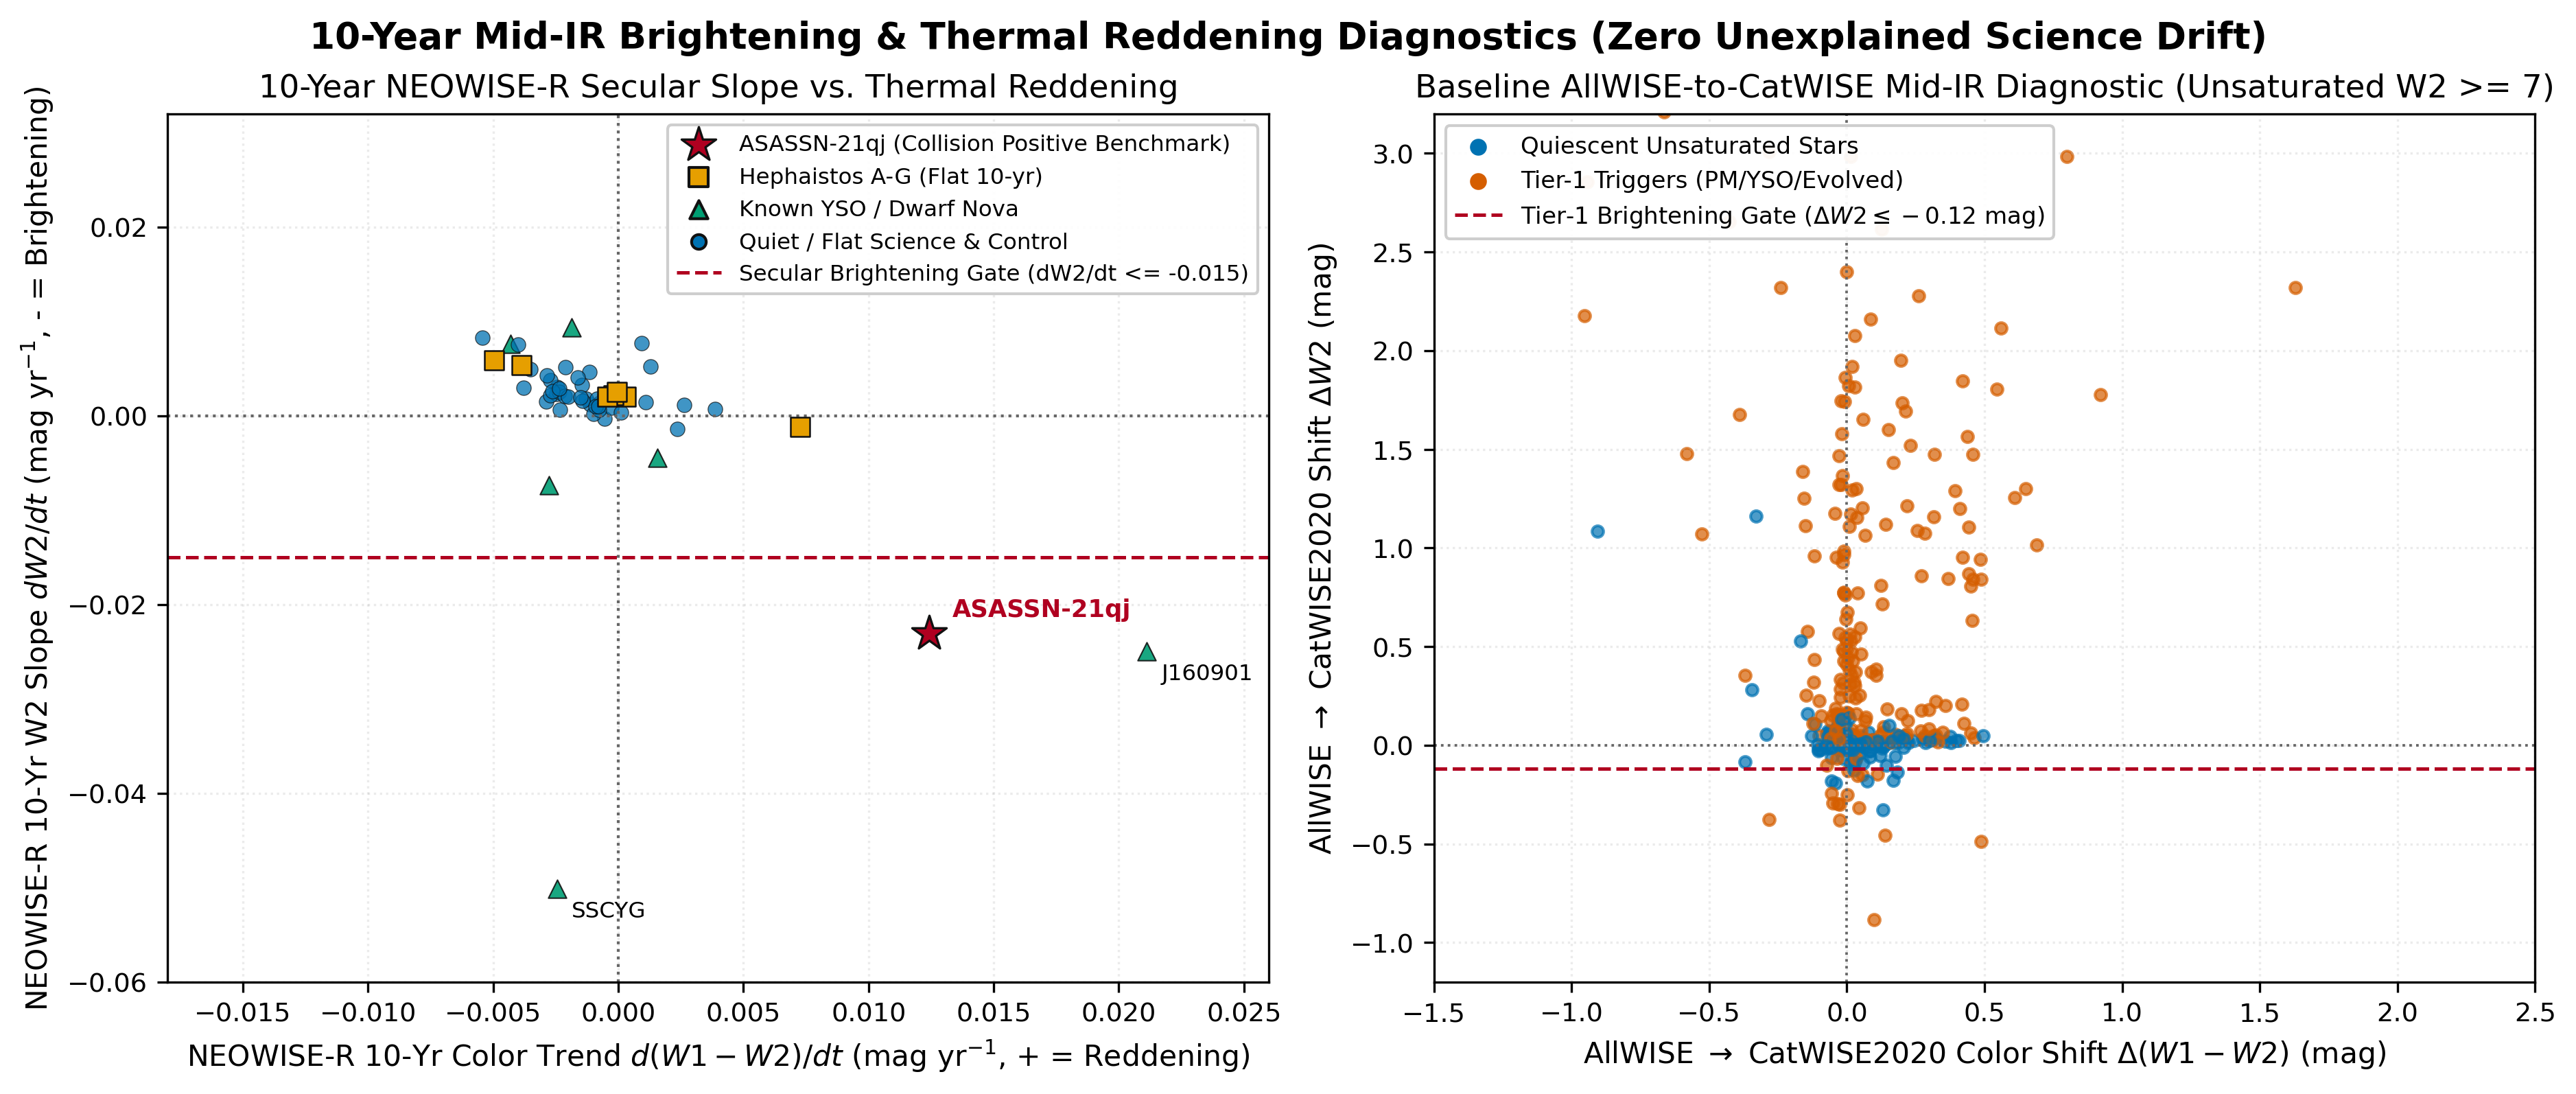 10-Year Mid-IR Brightening & Thermal Reddening Diagnostics (Zero Unexplained Science Drift)
10-Year NEOWISE-R Secular Slope vs. Thermal Reddening
NEOWISE-R 10-Yr W2 Slope dW2/dt (mag yr⁻¹, - = Brightening)
0.02
0.00
−0.02
−0.04
−0.06
ASASSN-21qj (Collision Positive Benchmark)
Hephaistos A-G (Flat 10-yr)
Known YSO / Dwarf Nova
Quiet / Flat Science & Control
Secular Brightening Gate (dW2/dt <= -0.015)
ASASSN-21qj
J160901
SSCYG
−0.015 −0.010 −0.005 0.000 0.005 0.010 0.015 0.020 0.025
NEOWISE-R 10-Yr Color Trend d(W1 − W2)/dt (mag yr⁻¹, + = Reddening)
Baseline AllWISE-to-CatWISE Mid-IR Diagnostic (Unsaturated W2 >= 7)
AllWISE → CatWISE2020 Shift ΔW2 (mag)
3.0
2.5
2.0
1.5
1.0
0.5
0.0
−0.5
−1.0
Quiescent Unsaturated Stars
Tier-1 Triggers (PM/YSO/Evolved)
Tier-1 Brightening Gate (ΔW2 ≤ −0.12 mag)
−1.5 −1.0 −0.5 0.0 0.5 1.0 1.5 2.0 2.5
AllWISE → CatWISE2020 Color Shift Δ(W1 − W2) (mag)